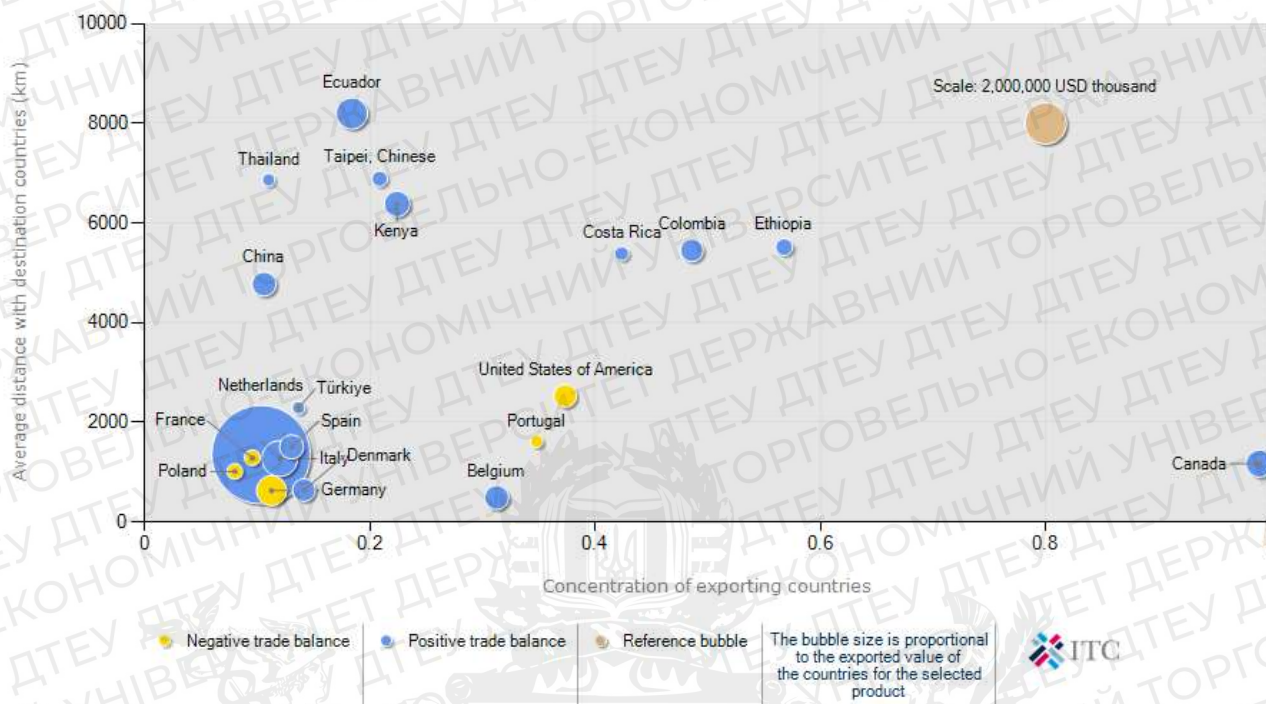 10000
8000
6000
4000
2000
0
Average distance with destination countries (km)
Ecuador
Scale: 2,000,000 USD thousand
Thailand
Taipei, Chinese
Kenya
Costa Rica
Colombia
Ethiopia
China
United States of America
Netherlands
Türkiye
France
Spain
Portugal
Italy
Denmark
Poland
Belgium
Canada
Germany
0
0.2
0.4
0.6
0.8
Concentration of exporting countries
Negative trade balance
Positive trade balance
Reference bubble
The bubble size is proportional
to the exported value of
the countries for the selected
product
ITC